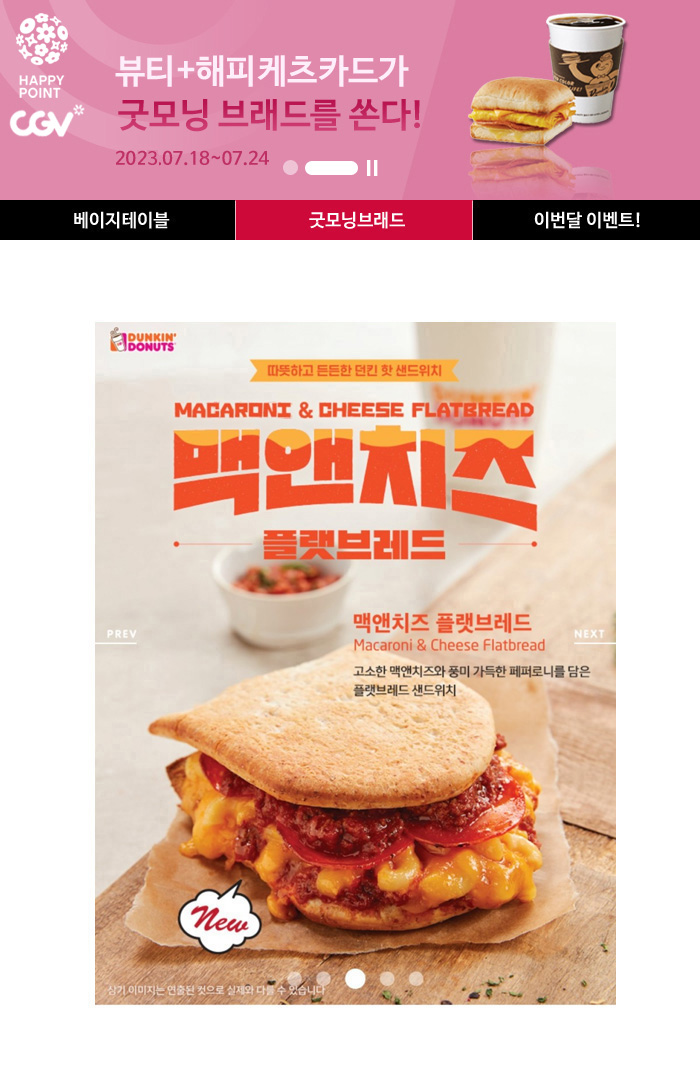 HAPPY
POINT
CGV
뷰티+해피케츠카드가
굿모닝 브래드를 쏜다!
2023.07.18~07.24
베이지테이블
굿모닝브래드
이번달 이벤트!
DUNKIN'
DONUTS
따뜻하고 든든한 던킨 핫 샌드위치
MACARONI & CHEESE FLATBREAD
맥앤치즈
플랫브레드
맥앤치즈 플랫브레드
Macaroni & Cheese Flatbread
고소한 맥앤치즈와 풍미 가득한 페퍼로니를 담은
플랫브레드 샌드위치
PREV
NEXT
New
상기 이미지는 연출된 컷으로 실제와 다를 수 있습니다